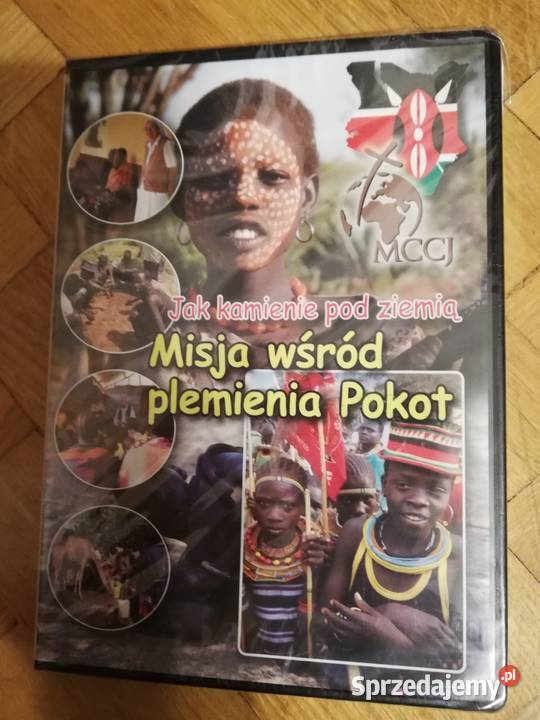 MCCJ
Jak kamienie pod ziemią
Misja wśród
plemienia Pokot
Sprzedajemy.pl